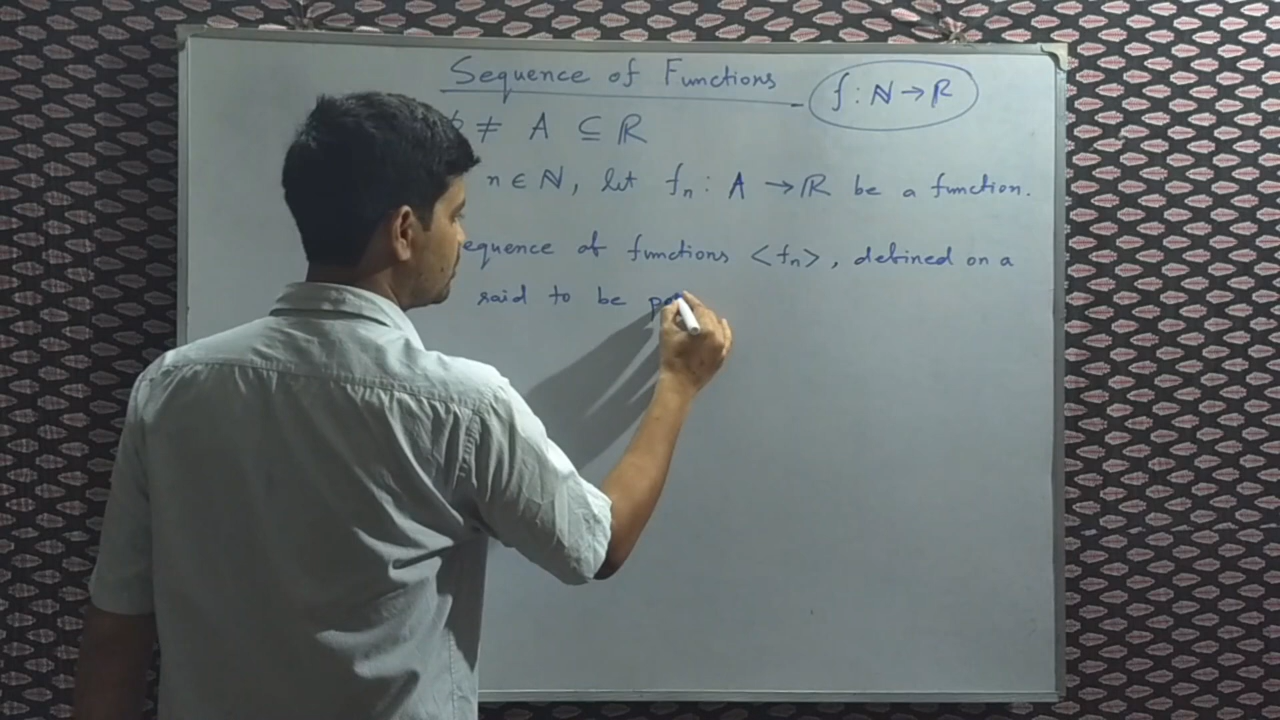 Sequence of Functions f : ℕ → ℝ
≠ A ⊆ ℝ
n ∈ ℕ, let fₙ : A → ℝ be a function.
equence of functions <fₙ>, defined on a
said to be